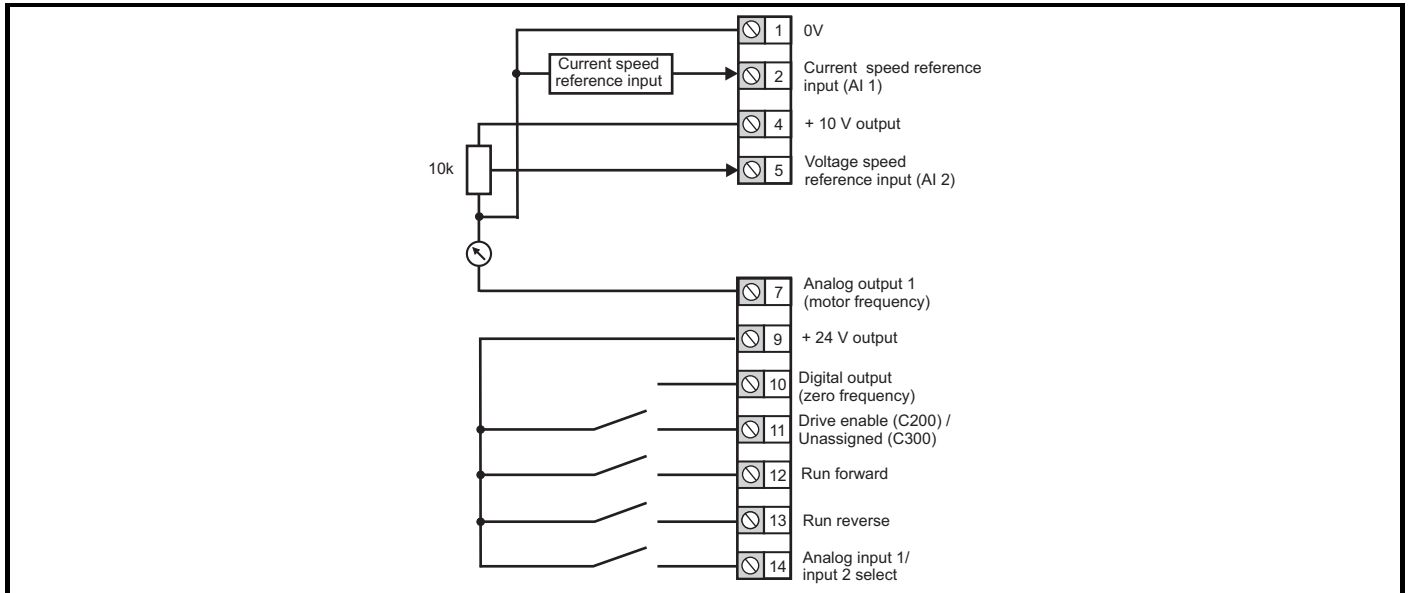 1 0V
Current speed
reference input
2 Current speed reference
input (AI 1)
4 + 10 V output
10k
5 Voltage speed
reference input (AI 2)
7 Analog output 1
(motor frequency)
9 + 24 V output
10 Digital output
(zero frequency)
11 Drive enable (C200) /
Unassigned (C300)
12 Run forward
13 Run reverse
14 Analog input 1/
input 2 select